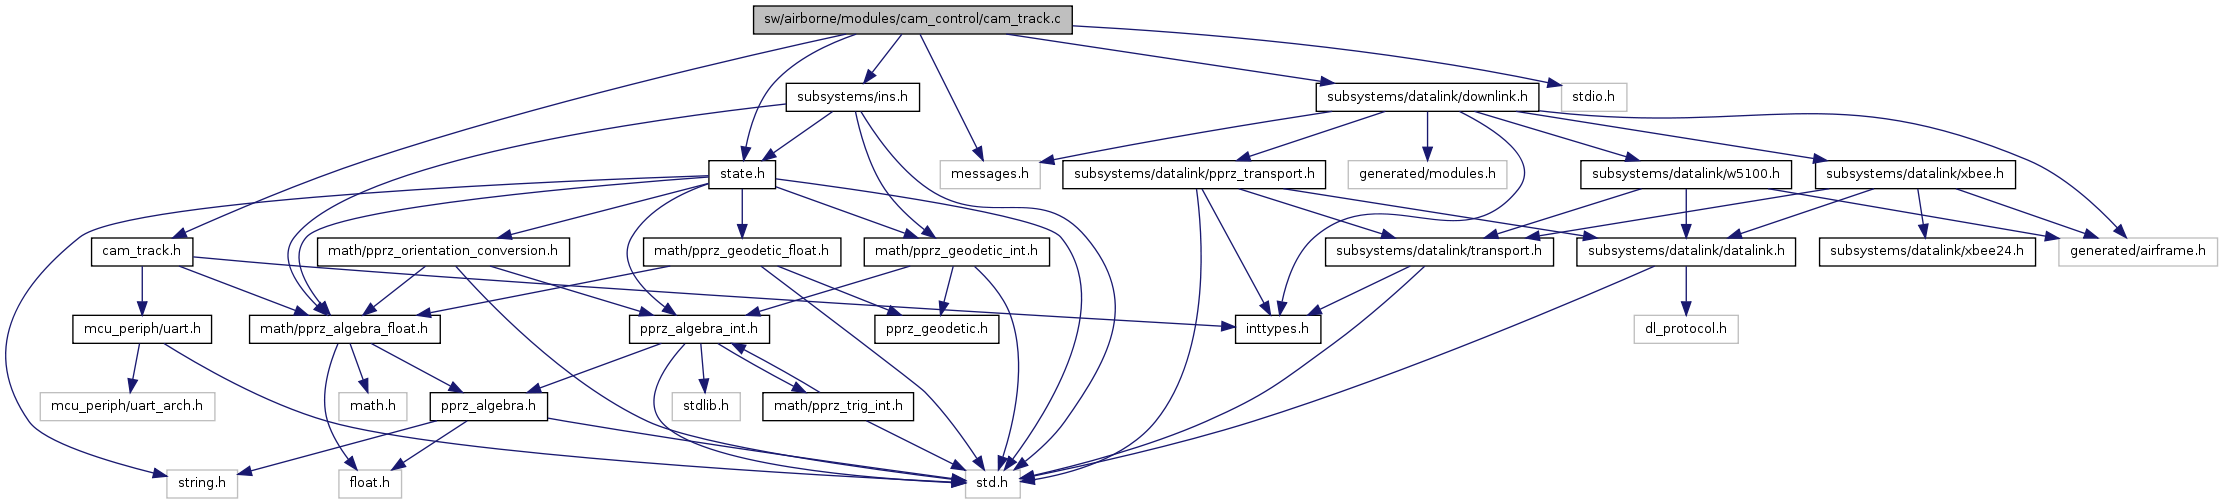 sw/airborne/modules/cam_control/cam_track.c
subsystems/ins.h
subsystems/datalink/downlink.h
stdio.h
state.h
messages.h
subsystems/datalink/pprz_transport.h
generated/modules.h
subsystems/datalink/w5100.h
subsystems/datalink/xbee.h
cam_track.h
math/pprz_orientation_conversion.h
math/pprz_geodetic_float.h
math/pprz_geodetic_int.h
subsystems/datalink/transport.h
subsystems/datalink/datalink.h
subsystems/datalink/xbee24.h
generated/airframe.h
mcu_periph/uart.h
math/pprz_algebra_float.h
pprz_algebra_int.h
pprz_geodetic.h
inttypes.h
dl_protocol.h
mcu_periph/uart_arch.h
math.h
pprz_algebra.h
stdlib.h
math/pprz_trig_int.h
string.h
float.h
std.h